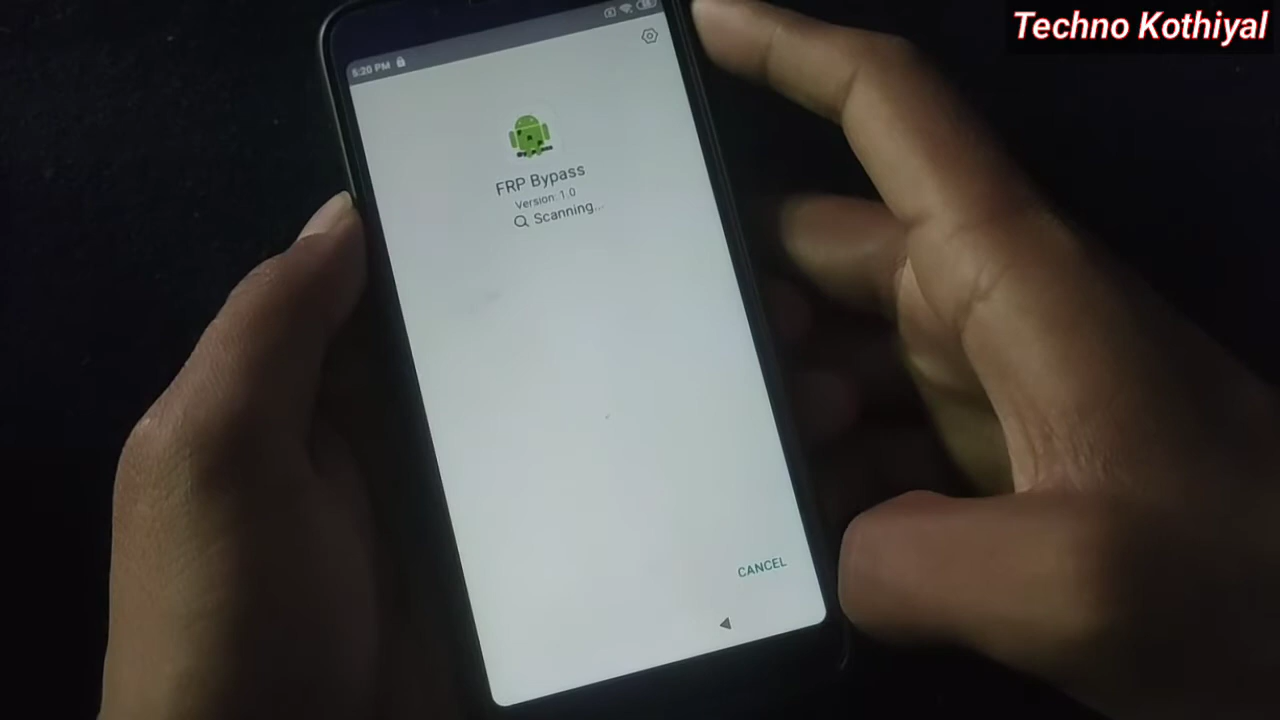 Techno Kothiyal
5:20 PM
FRP Bypass
Version: 1.0
Scanning...
CANCEL